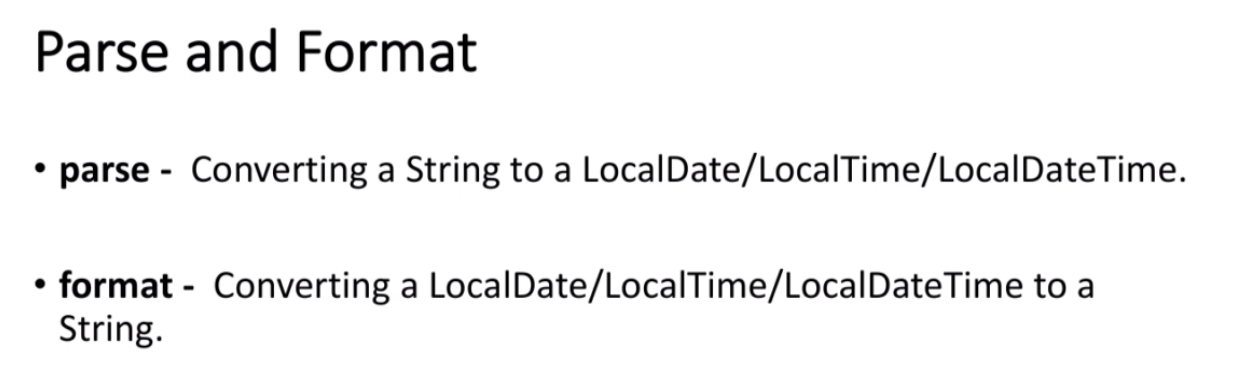 Parse and Format
• parse - Converting a String to a LocalDate/LocalTime/LocalDateTime.
• format - Converting a LocalDate/LocalTime/LocalDateTime to a
String.